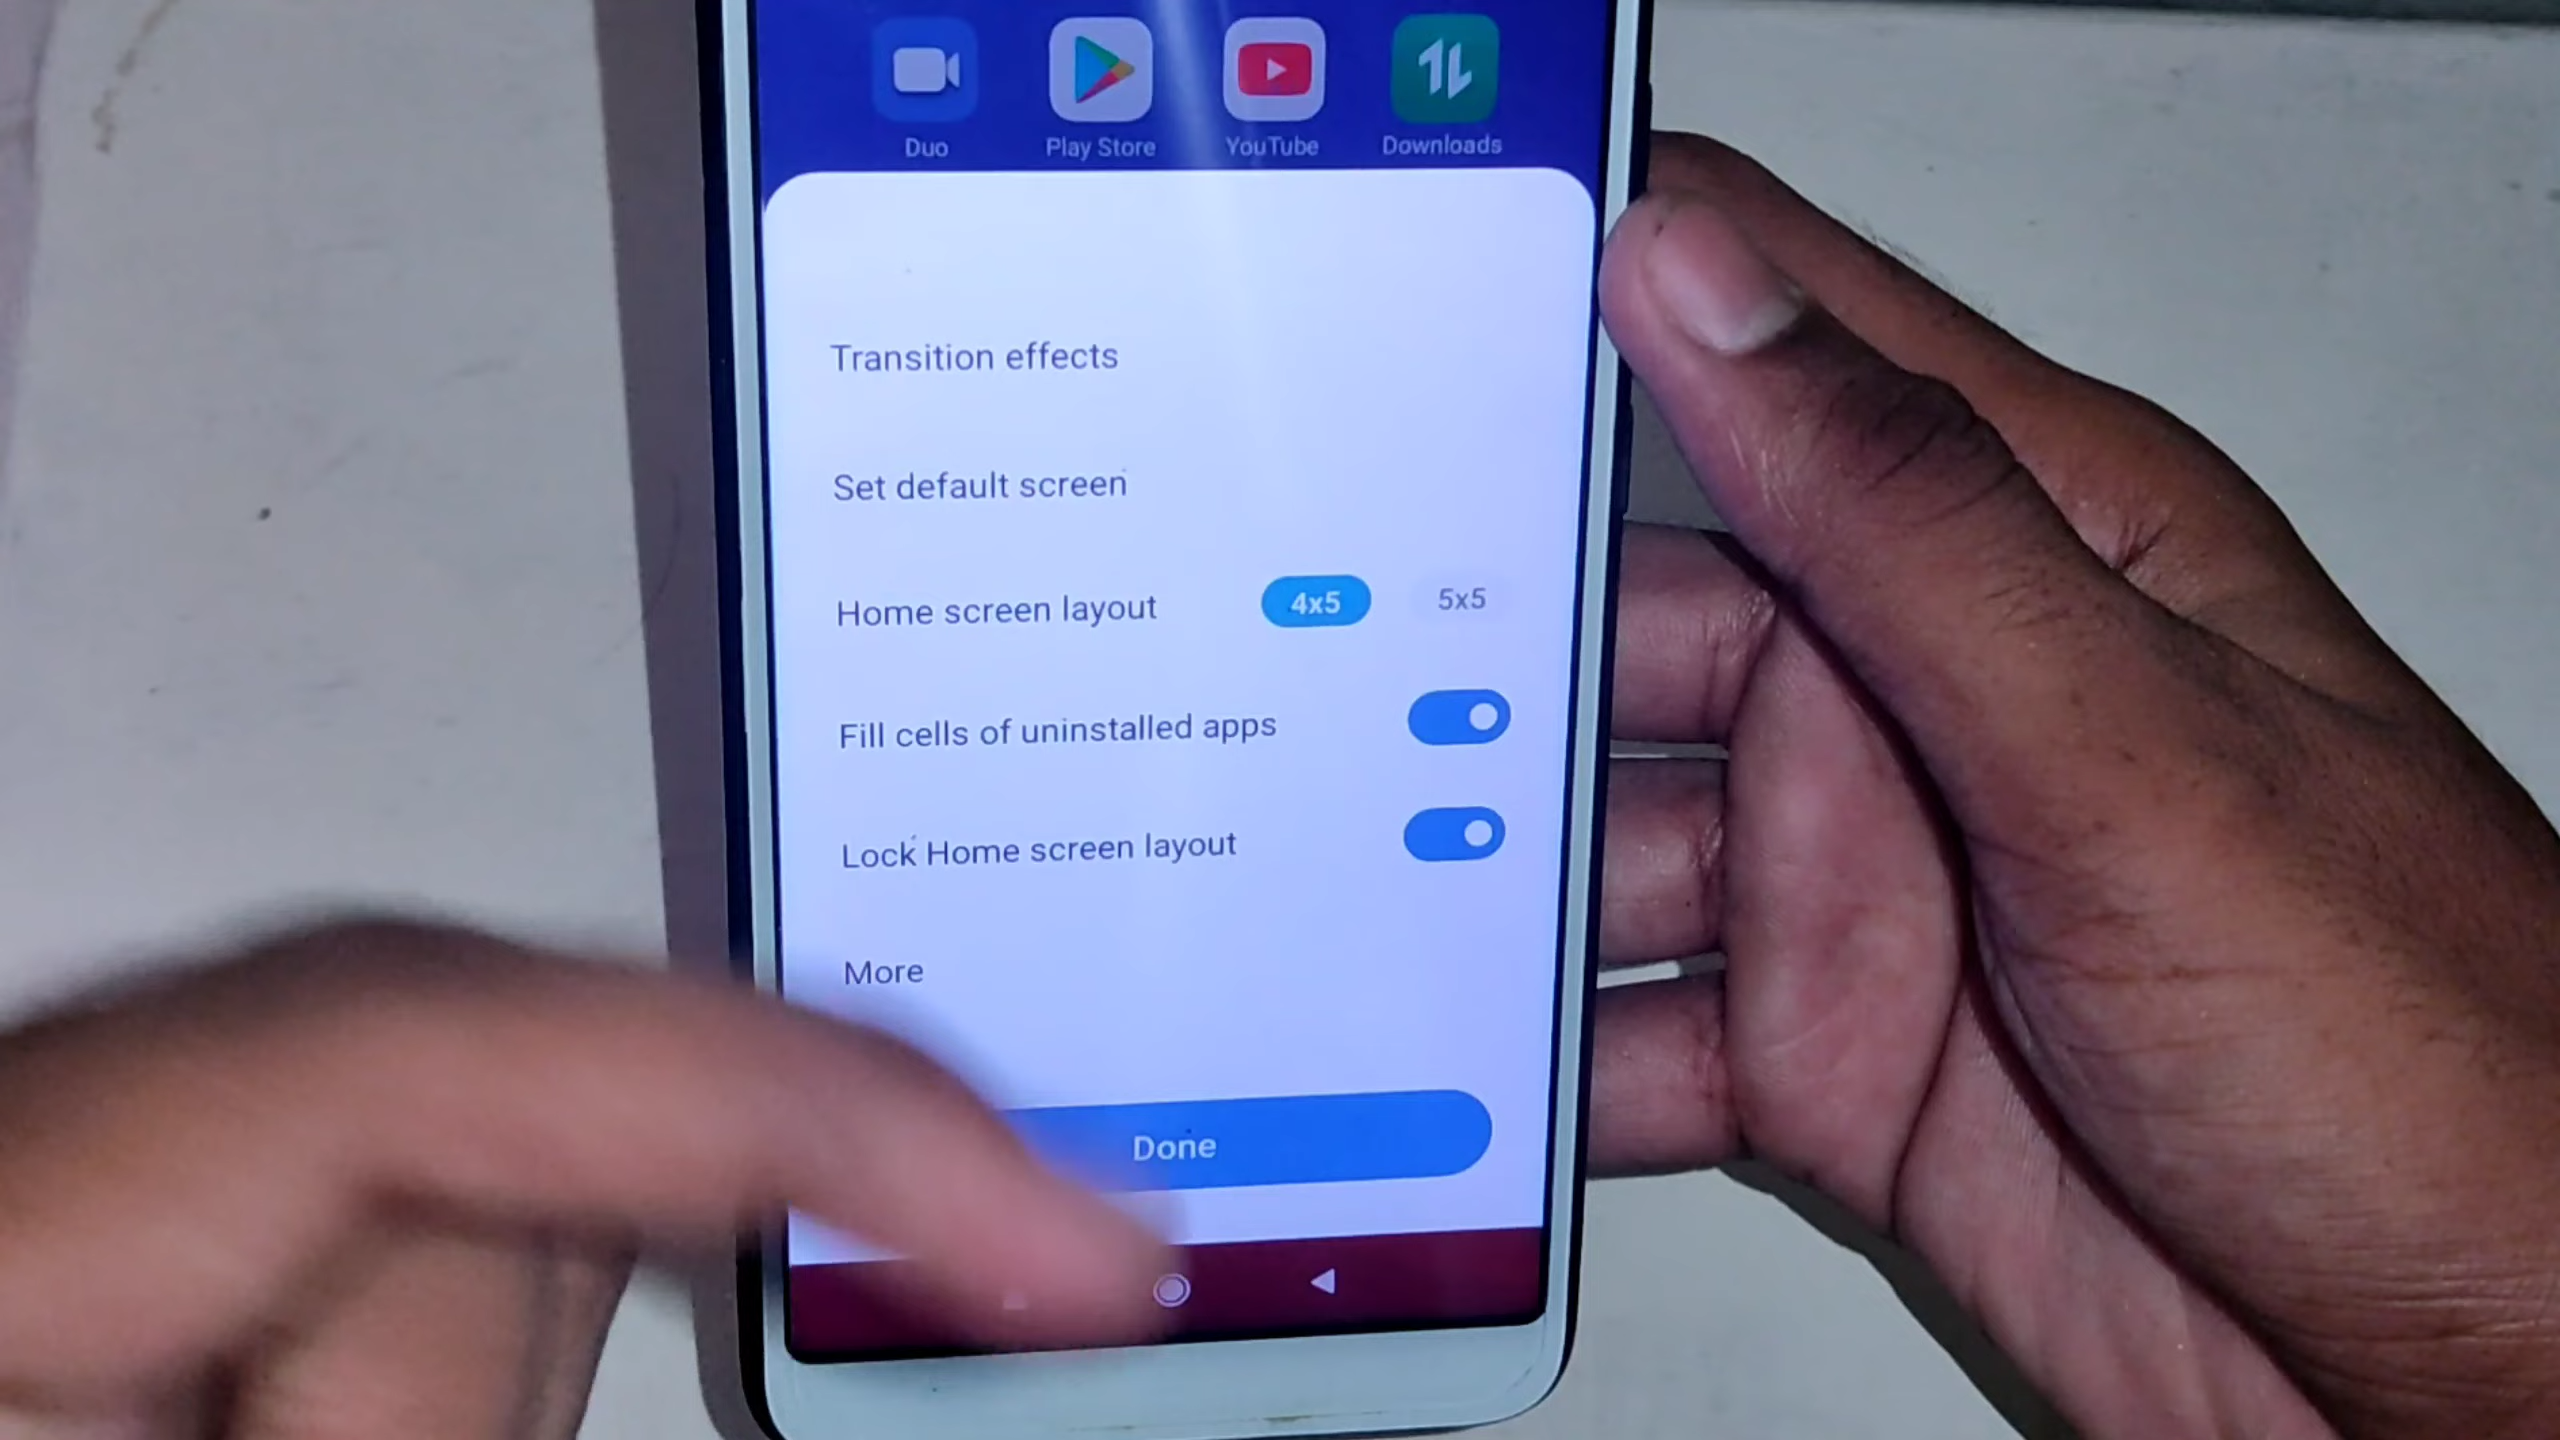 Duo Play Store YouTube Downloads
Transition effects
Set default screen
Home screen layout 4x5 5x5
Fill cells of uninstalled apps
Lock Home screen layout
More
Done